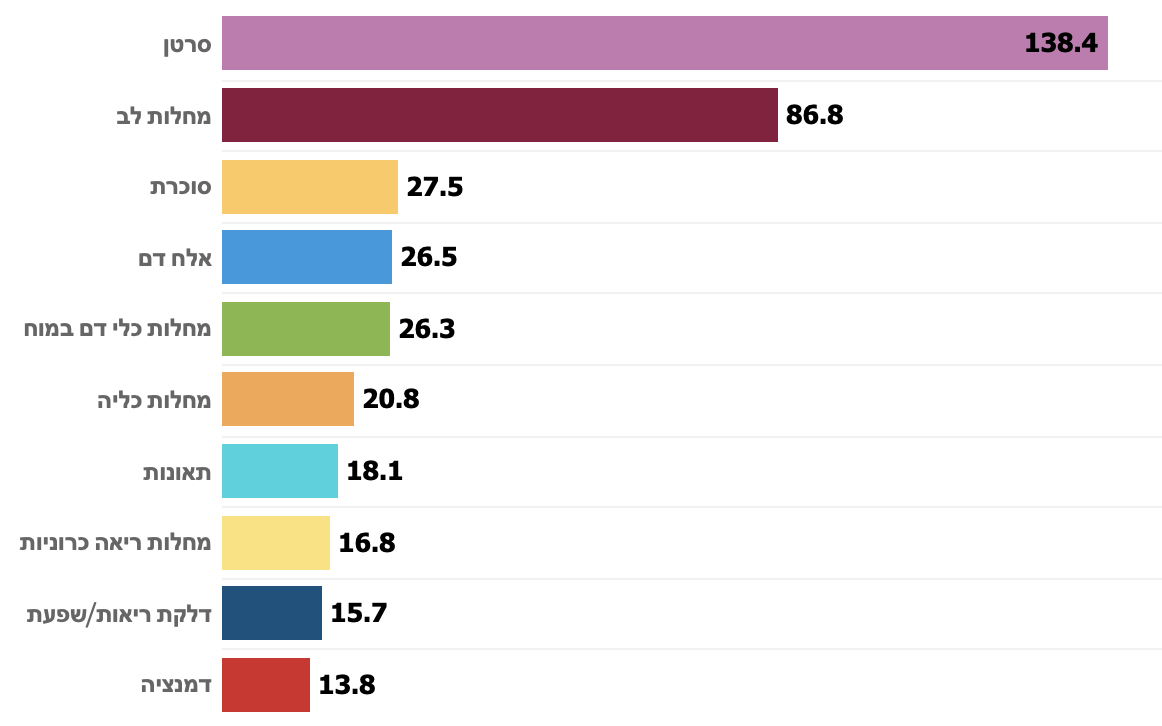 סרטן 138.4
מחלות לב 86.8
סוכרת 27.5
אלח דם 26.5
מחלות כלי דם במוח 26.3
מחלות כליה 20.8
תאונות 18.1
מחלות ריאה כרוניות 16.8
דלקת ריאות/שפעת 15.7
דמנציה 13.8